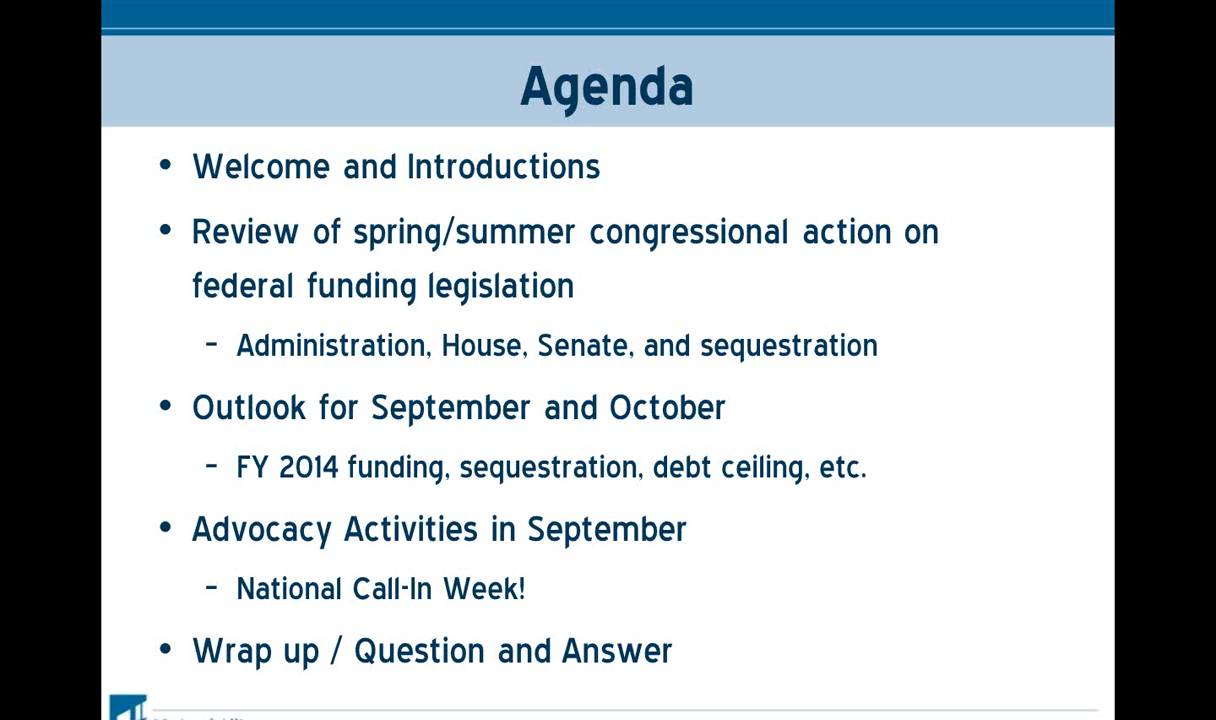 Agenda
• Welcome and Introductions
• Review of spring/summer congressional action on
federal funding legislation
– Administration, House, Senate, and sequestration
• Outlook for September and October
– FY 2014 funding, sequestration, debt ceiling, etc.
• Advocacy Activities in September
– National Call-In Week!
• Wrap up / Question and Answer